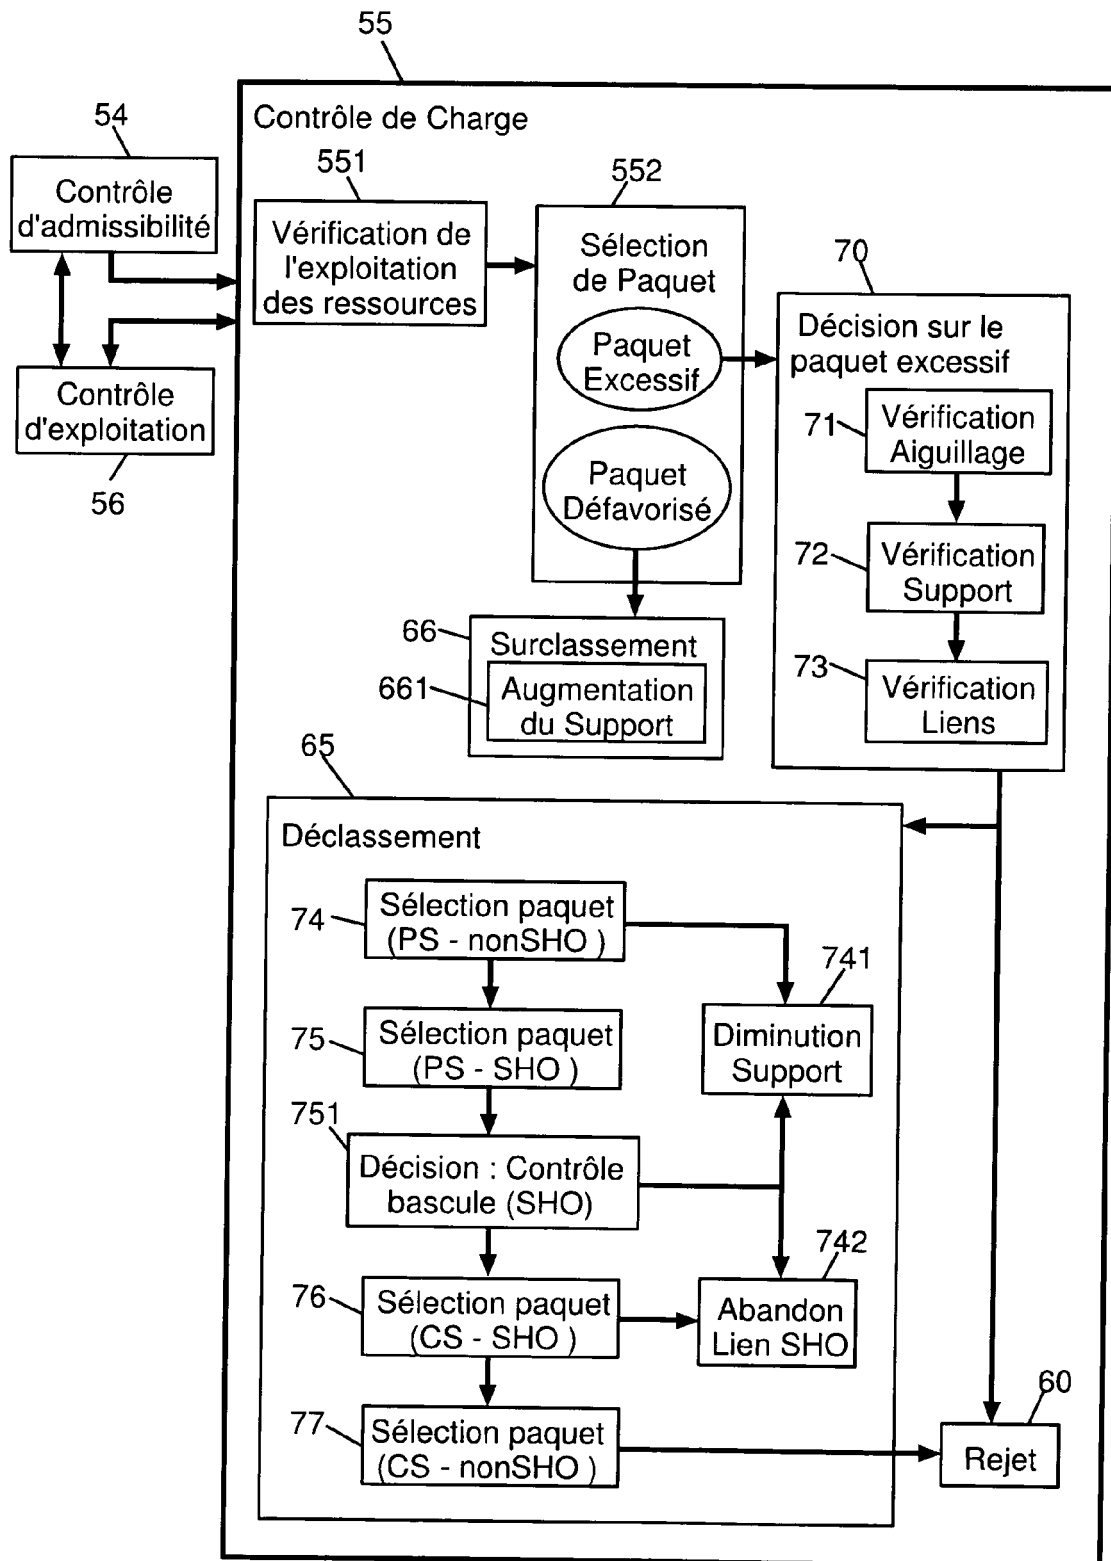 55
Contrôle de Charge
54
Contrôle
d'admissibilité
Contrôle
d'exploitation
56
551
Vérification de
l'exploitation
des ressources
552
Sélection
de Paquet
Paquet
Excessif
Paquet
Défavorisé
70
Décision sur le
paquet excessif
71
Vérification
Aiguillage
72
Vérification
Support
73
Vérification
Liens
66
Surclassement
661
Augmentation
du Support
65
Déclassement
74
Sélection paquet
(PS - nonSHO )
741
Diminution
Support
75
Sélection paquet
(PS - SHO )
751
Décision : Contrôle
bascule (SHO)
742
Abandon
Lien SHO
76
Sélection paquet
(CS - SHO )
77
Sélection paquet
(CS - nonSHO )
60
Rejet